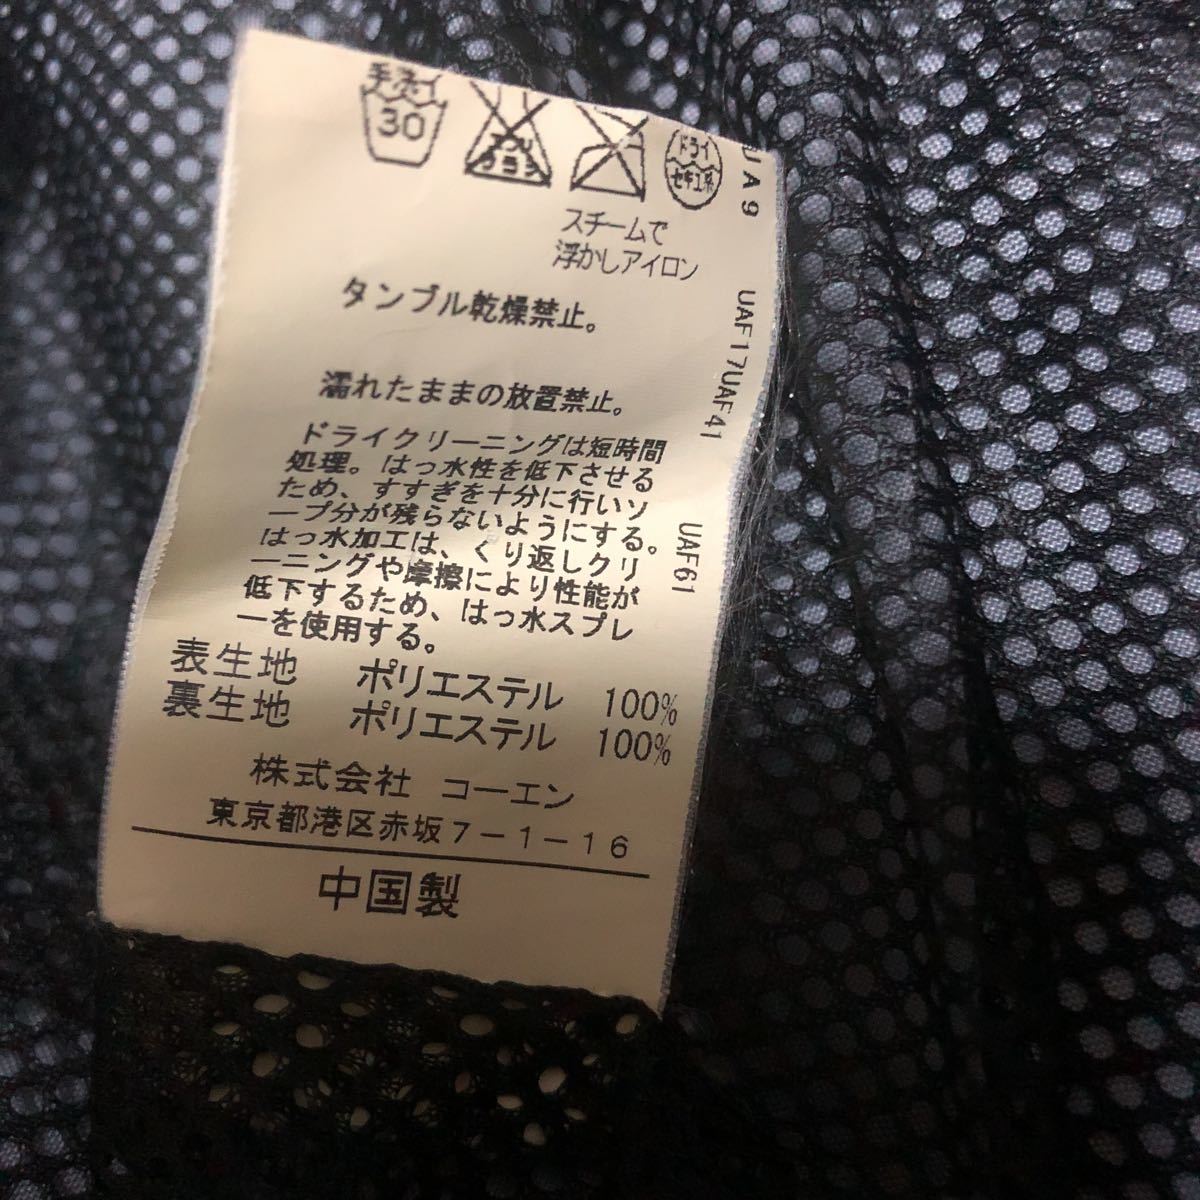 手洗イ
30
エンソ
サラシ
ドライ
セキユ系
スチームで
浮かしアイロン
タンブル乾燥禁止。
濡れたままの放置禁止。
ドライクリーニングは短時間
処理。はっ水性を低下させる
ため、すすぎを十分に行いソ
ープ分が残らないようにする。
はっ水加工は、くり返しクリ
ーニングや摩擦により性能が
低下するため、はっ水スプレ
ーを使用する。
表生地 ポリエステル 100%
裏生地 ポリエステル 100%
株式会社 コーエン
東京都港区赤坂7－1－16
中国製
UA9
UAF17UAF41
UAF61